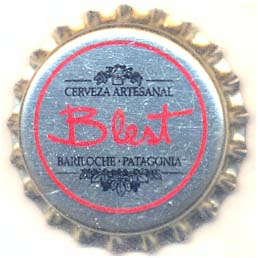 CERVEZA ARTESANAL
Blest
BARILOCHE · PATAGONIA